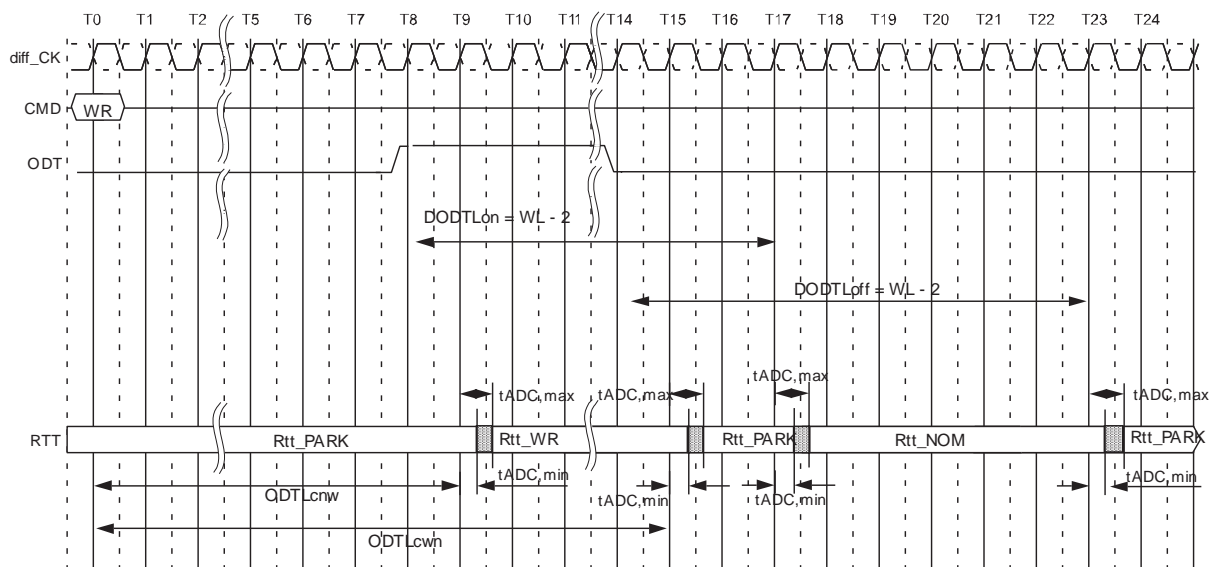 T0 T1 T2 T5 T6 T7 T8 T9 T10 T11 T14 T15 T16 T17 T18 T19 T20 T21 T22 T23 T24
diff_CK
CMD WR
ODT
DODTLon = WL - 2
DODTLoff = WL - 2
tADC,max
tADC,max tADC,max tADC,max
RTT Rtt_PARK Rtt_WR Rtt_PARK Rtt_NOM Rtt_PARK
tADC,min tADC,min
ODTLcnw tADC,min tADC,min
ODTLcwn